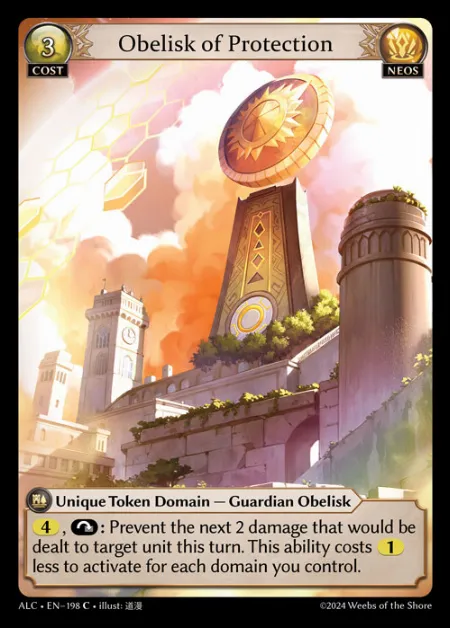 3
COST
Obelisk of Protection
NEOS
Unique Token Domain — Guardian Obelisk
4 , : Prevent the next 2 damage that would be
dealt to target unit this turn. This ability costs 1
less to activate for each domain you control.
ALC • EN-198 C • illust: 道漫
©2024 Weebs of the Shore